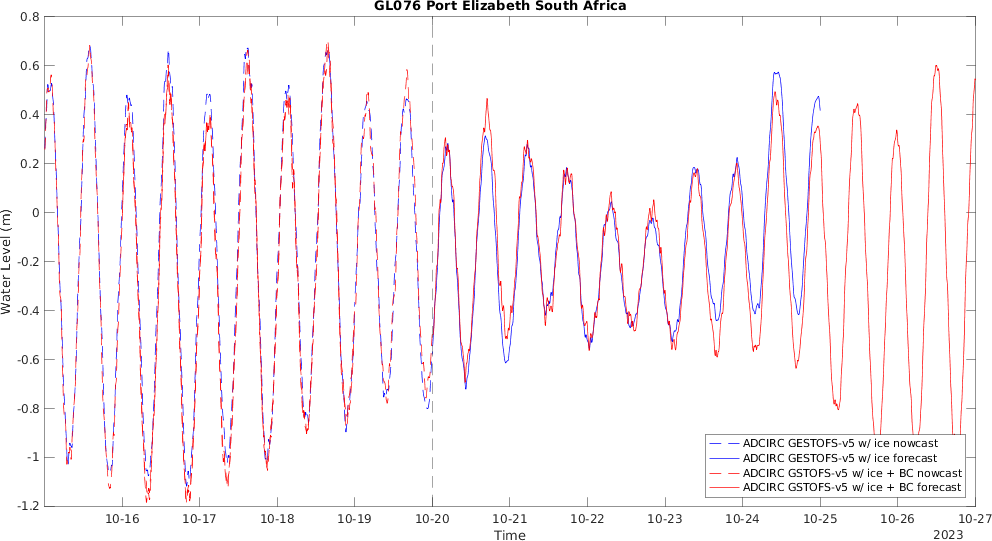 GL076 Port Elizabeth South Africa
0.8
0.6
0.4
0.2
0
-0.2
-0.4
-0.6
-0.8
-1
-1.2
Water Level (m)
ADCIRC GESTOFS-v5 w/ ice nowcast
ADCIRC GESTOFS-v5 w/ ice forecast
ADCIRC GSTOFS-v5 w/ ice + BC nowcast
ADCIRC GSTOFS-v5 w/ ice + BC forecast
10-16 10-17 10-18 10-19 10-20 10-21 10-22 10-23 10-24 10-25 10-26 10-27
Time
2023